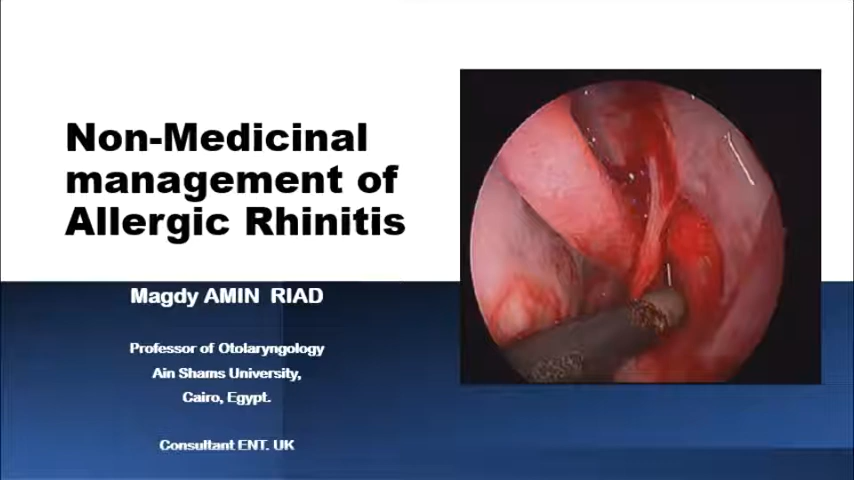 Non-Medicinal
management of
Allergic Rhinitis
Magdy AMIN RIAD
Professor of Otolaryngology
Ain Shams University,
Cairo, Egypt.
Consultant ENT. UK